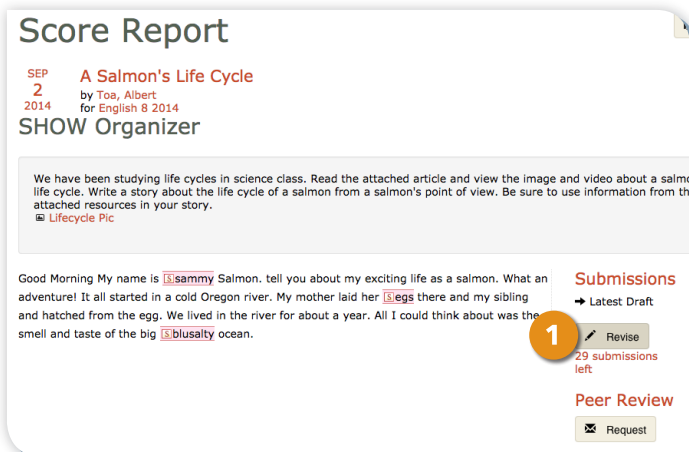 Score Report
SEP
2
2014
A Salmon's Life Cycle
by Toa, Albert
for English 8 2014
SHOW Organizer
We have been studying life cycles in science class. Read the attached article and view the image and video about a
life cycle. Write a story about the life cycle of a salmon from a salmon's point of view. Be sure to use information from
attached resources in your story.
Lifecycle Pic
Good Morning My name is S sammy Salmon. tell you about my exciting life as a salmon. What an
adventure! It all started in a cold Oregon river. My mother laid her S egs there and my sibling
and hatched from the egg. We lived in the river for about a year. All I could think about was the
smell and taste of the big S blusalty ocean.
Submissions
Latest Draft
1
Revise
29 submissions
left
Peer Review
Request